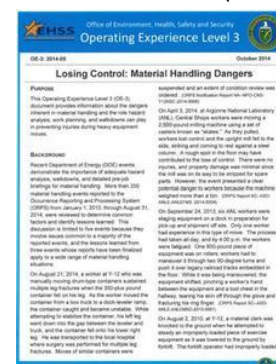 EHSS
Office of Environment, Health, Safety and Security
Operating Experience Level 3
OE-3: 2014-05
October 2014
Losing Control: Material Handling Dangers
PURPOSE
This Operating Experience Level 3 (OE-3)
document provides information about the dangers
inherent in material handling and the role hazard
analysis, work planning, and walkdowns can play
in preventing injuries during heavy equipment
moves.
BACKGROUND
Recent Department of Energy (DOE) events
demonstrate the importance of adequate hazard
analysis, walkdowns, and detailed pre-job
briefings for material handling. More than 200
material handling events reported to the
Occurrence Reporting and Processing System
(ORPS) from January 1, 2013, through August 31,
2014, were reviewed to determine common
factors and identify lessons learned. This
discussion is limited to five events because they
involve issues common to a majority of the
reported events, and the lessons learned from
three events whose reports have been finalized
apply to a wide range of material handling
situations.
On August 21, 2014, a worker at Y-12 who was
manually moving drum-type containers sustained
multiple leg fractures when the 350-plus pound
container fell on his leg. As the worker moved the
container from a box truck to a dock-leveler ramp,
the container caught and became unstable. While
attempting to stabilize the container, his left leg
went down into the gap between the leveler and
truck, and the container fell onto his lower right
leg. He was transported to the local hospital
where surgery was performed for multiple leg
fractures. Moves of similar containers were
suspended and an extent of condition review was
ordered.
On April 3, 2014, at Argonne National Laboratory
(ANL), Central Shops workers were moving a
2,500-pound milling machine using a set of
casters known as "skates." As they pulled,
workers lost control and the upright mill fell to the
side, striking and coming to rest against a steel
column. A rough spot in the floor may have
contributed to the loss of control. There were no
injuries, and property damage was minimal since
the mill was on its way to be stripped for spare
parts. However, the event presented a clear
potential danger to workers because the machine
weighed more than a ton.
On September 24, 2013, six ANL workers were
staging equipment on a dock in preparation for
pick-up and shipment off site. Only one worker
had experience in this type of move. The process
had taken all day, and by 4:00 p.m. the workers
were fatigued. One 600-pound piece of
equipment was on rollers; workers had to
maneuver it through two 90-degree turns and
push it over legacy railroad tracks embedded in
the floor. While it was being maneuvered, the
equipment shifted, pinching a worker's hand
between the equipment and a tool chest in the
hallway, tearing his skin off through the glove and
fracturing his ring finger.
On August 2, 2013, at Y-12, a material clerk was
knocked to the ground when he attempted to
steady an improperly loaded piece of exercise
equipment as it was lowered to the ground by
forklift. The forklift operator had improperly loaded